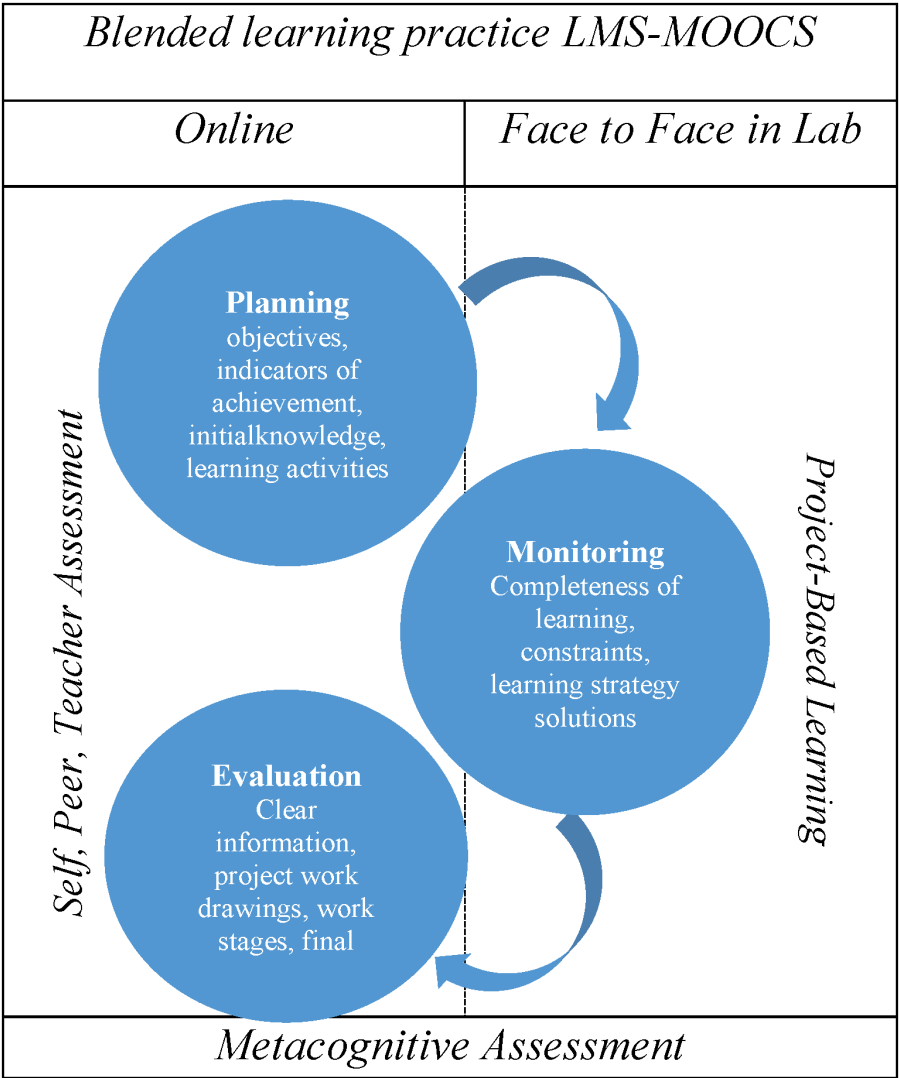 Blended learning practice LMS-MOOCS
Online
Face to Face in Lab
Planning
objectives,
indicators of
achievement,
initialknowledge,
learning activities
Self, Peer, Teacher Assessment
Monitoring
Completeness of
learning,
constraints,
learning strategy
solutions
Project-Based Learning
Evaluation
Clear
information,
project work
drawings, work
stages, final
Metacognitive Assessment